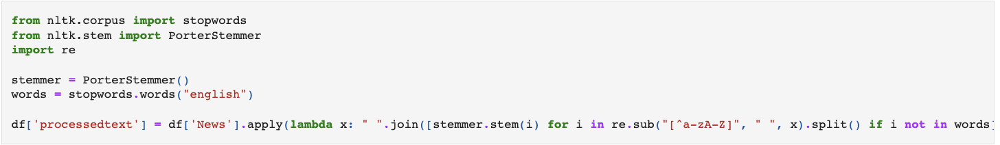 from nltk.corpus import stopwords
from nltk.stem import PorterStemmer
import re
stemmer = PorterStemmer()
words = stopwords.words("english")
df['processedtext'] = df['News'].apply(lambda x: " ".join([stemmer.stem(i) for i in re.sub("[^a-zA-Z]", " ", x).split() if i not in words]